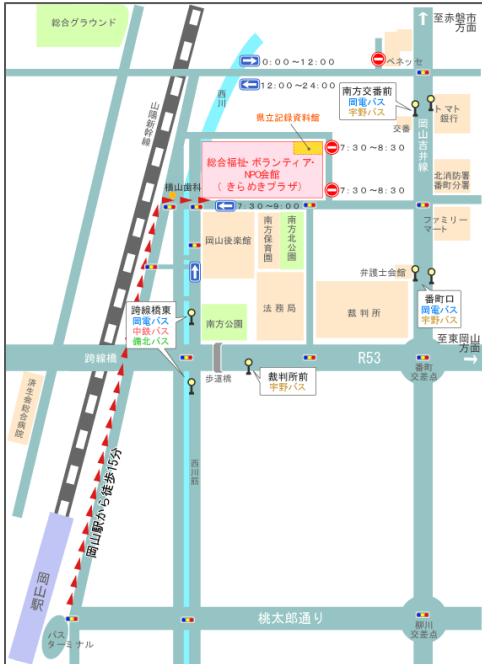 総合グラウンド
至赤磐市
方面
ベネッセ
0:00~12:00
12:00~24:00
西川
山陽新幹線
南方交番前
岡電バス
宇野バス
交番
トマト
銀行
岡山吉井線
県立記録資料館
総合福祉・ボランティア・
NPO会館
( きらめきプラザ )
7:30~8:30
7:30~8:30
北消防署
番町分署
横山歯科
7:30~9:00
ファミリー
マート
岡山後楽館
南方保育園
南方北公園
弁護士会館
番町口
岡電バス
宇野バス
跨線橋東
岡電バス
中鉄バス
備北バス
南方公園
法務局
裁判所
至東岡山
方面
跨線橋
R53
番町
交差点
歩道橋
裁判所前
宇野バス
済生会総合病院
西川筋
岡山駅から徒歩15分
岡山駅
バス
ターミナル
桃太郎通り
柳川
交差点